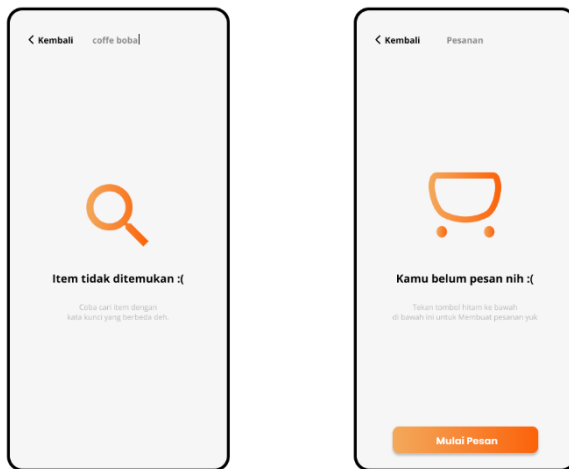 Kembali
coffe boba
Item tidak ditemukan :(
Coba cari item dengan
kata kunci yang berbeda deh.
Kembali
Pesanan
Kamu belum pesan nih :(
Tekan tombol hitam ke bawah
di bawah ini untuk Membuat pesanan yuk
Mulai Pesan